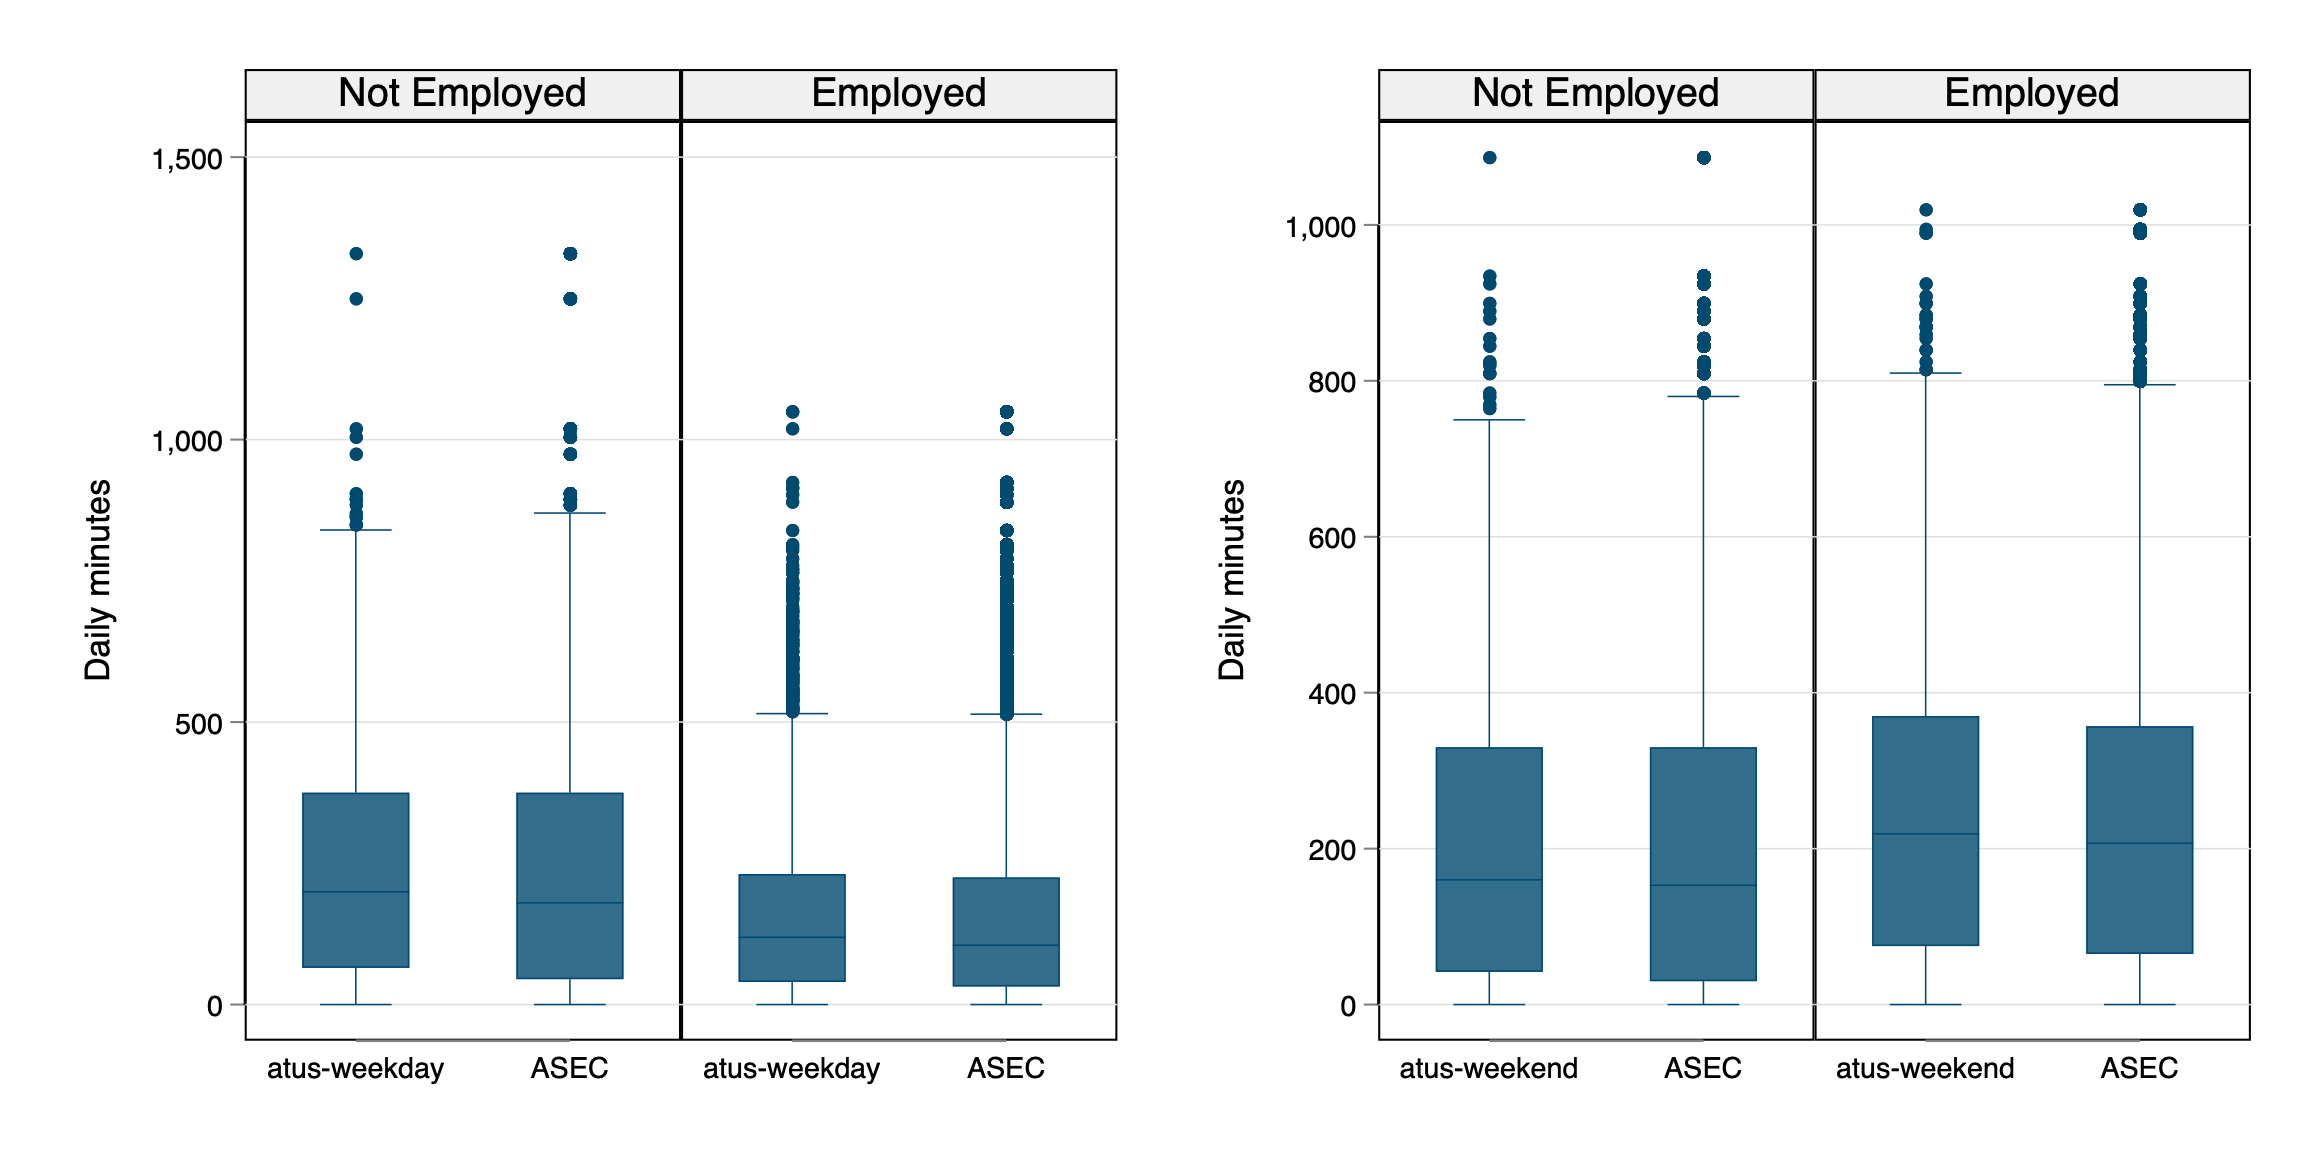 Not Employed
Employed
1,500
1,000
500
0
Daily minutes
atus-weekday
ASEC
atus-weekday
ASEC
Not Employed
Employed
1,000
800
600
400
200
0
Daily minutes
atus-weekend
ASEC
atus-weekend
ASEC